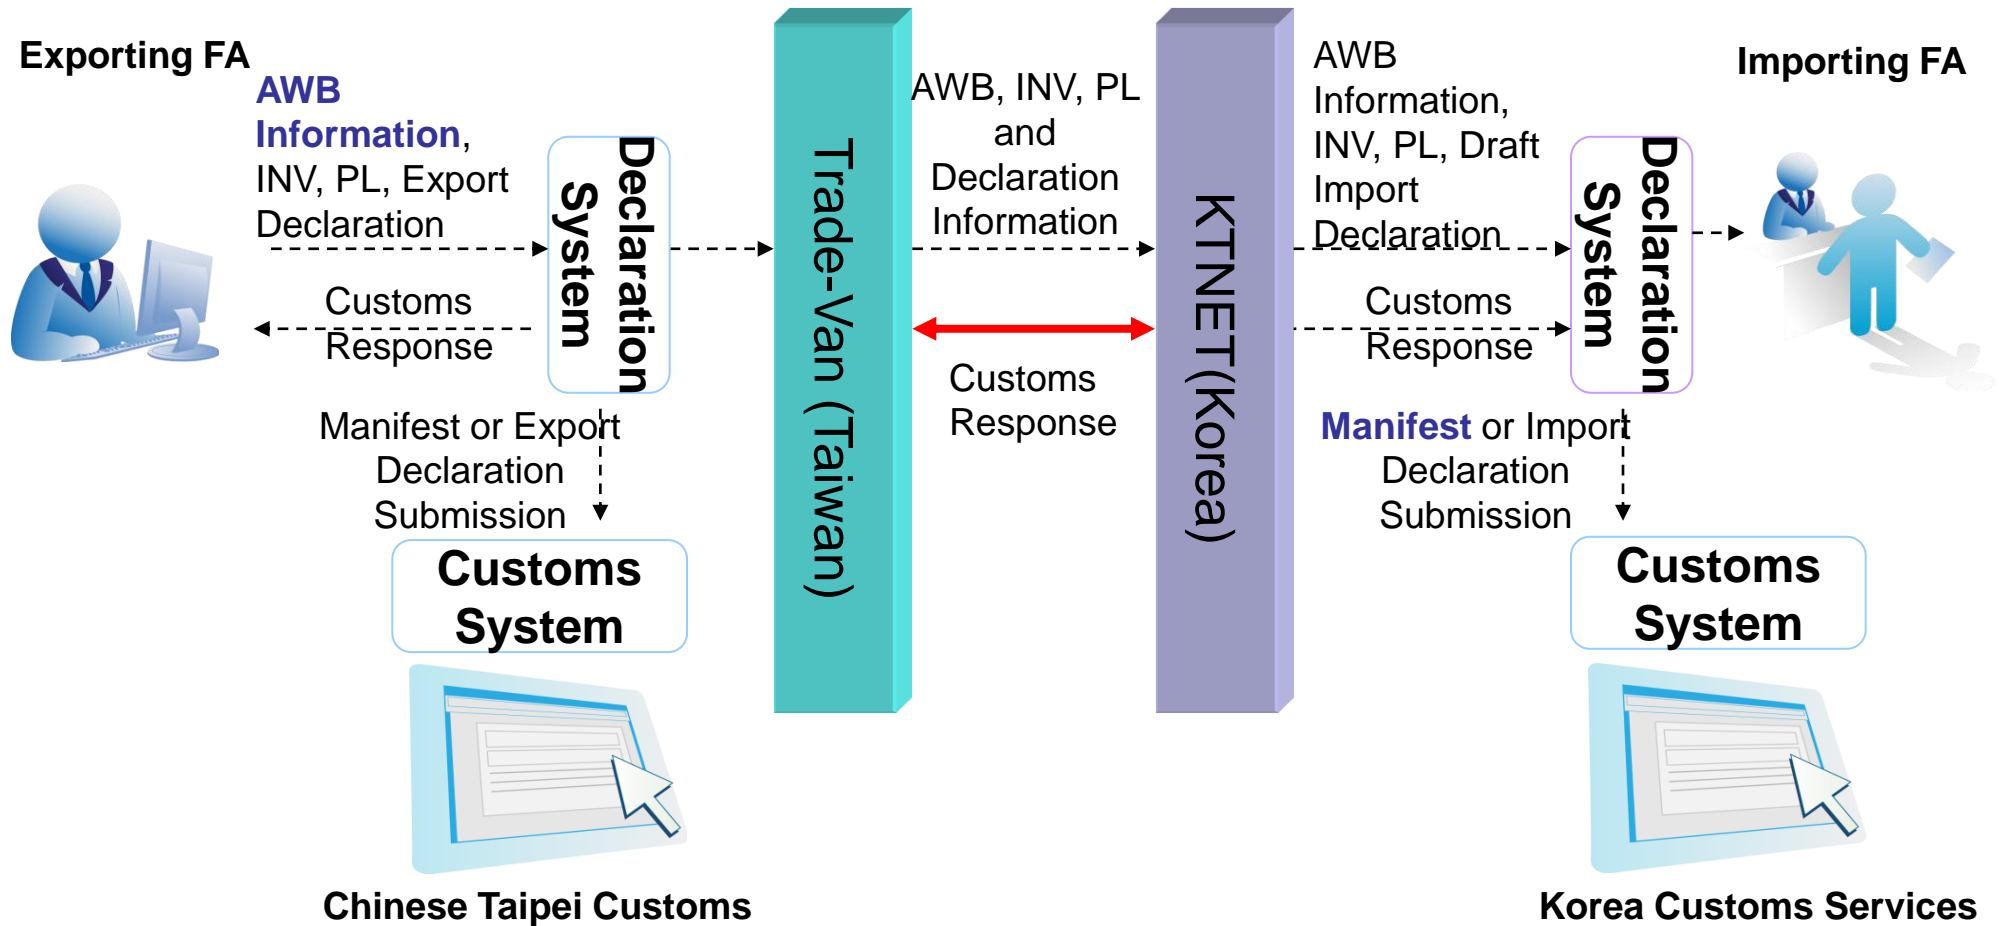 Exporting FA
AWB
Information,
INV, PL, Export
Declaration
Declaration
System
Customs
Response
Manifest or Export
Declaration
Submission
Customs
System
Chinese Taipei Customs
Trade-Van (Taiwan)
AWB, INV, PL
and
Declaration
Information
Customs
Response
KTNET(Korea)
AWB
Information,
INV, PL, Draft
Import
Declaration
Customs
Response
Declaration
System
Importing FA
Manifest or Import
Declaration
Submission
Customs
System
Korea Customs Services